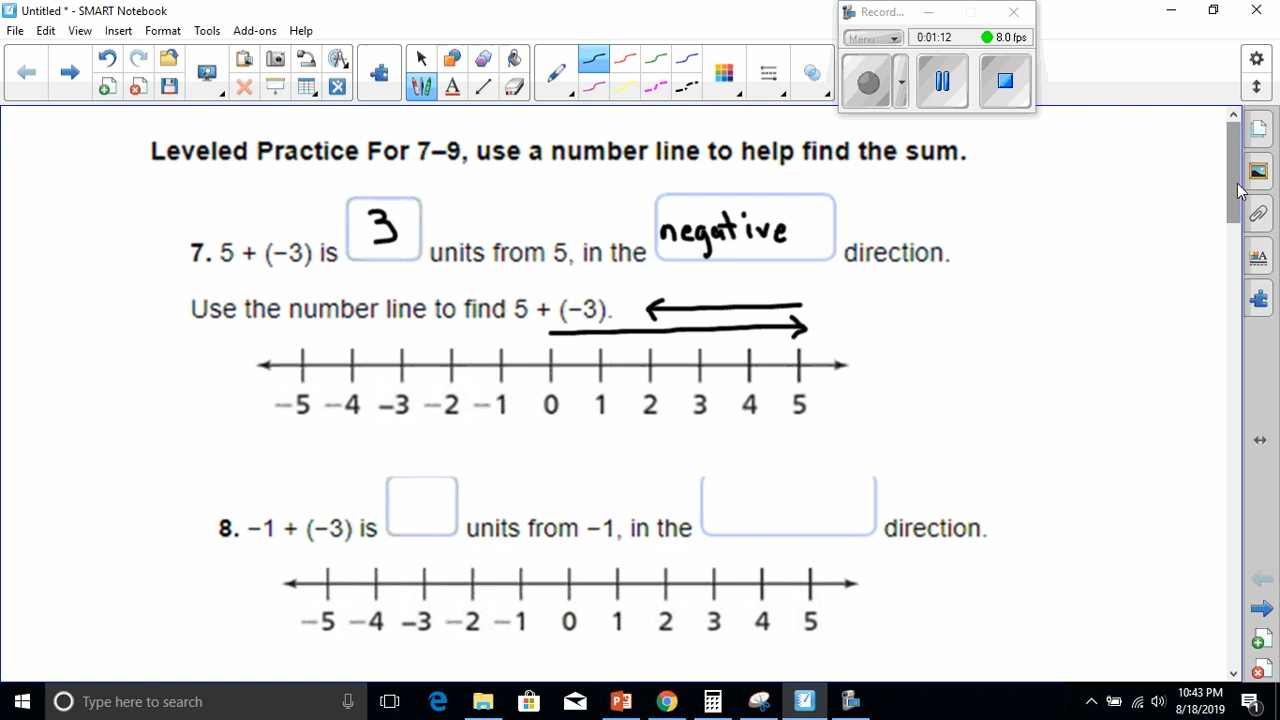 Untitled * - SMART Notebook
Record...
File Edit View Insert Format Tools Add-ons Help
Menu
0:01:12
8.0 fps
Leveled Practice For 7–9, use a number line to help find the sum.
7. 5 + (−3) is 3 units from 5, in the negative direction.
Use the number line to find 5 + (−3).
−5 −4 −3 −2 −1 0 1 2 3 4 5
8. −1 + (−3) is units from −1, in the direction.
−5 −4 −3 −2 −1 0 1 2 3 4 5
Type here to search
10:43 PM
8/18/2019